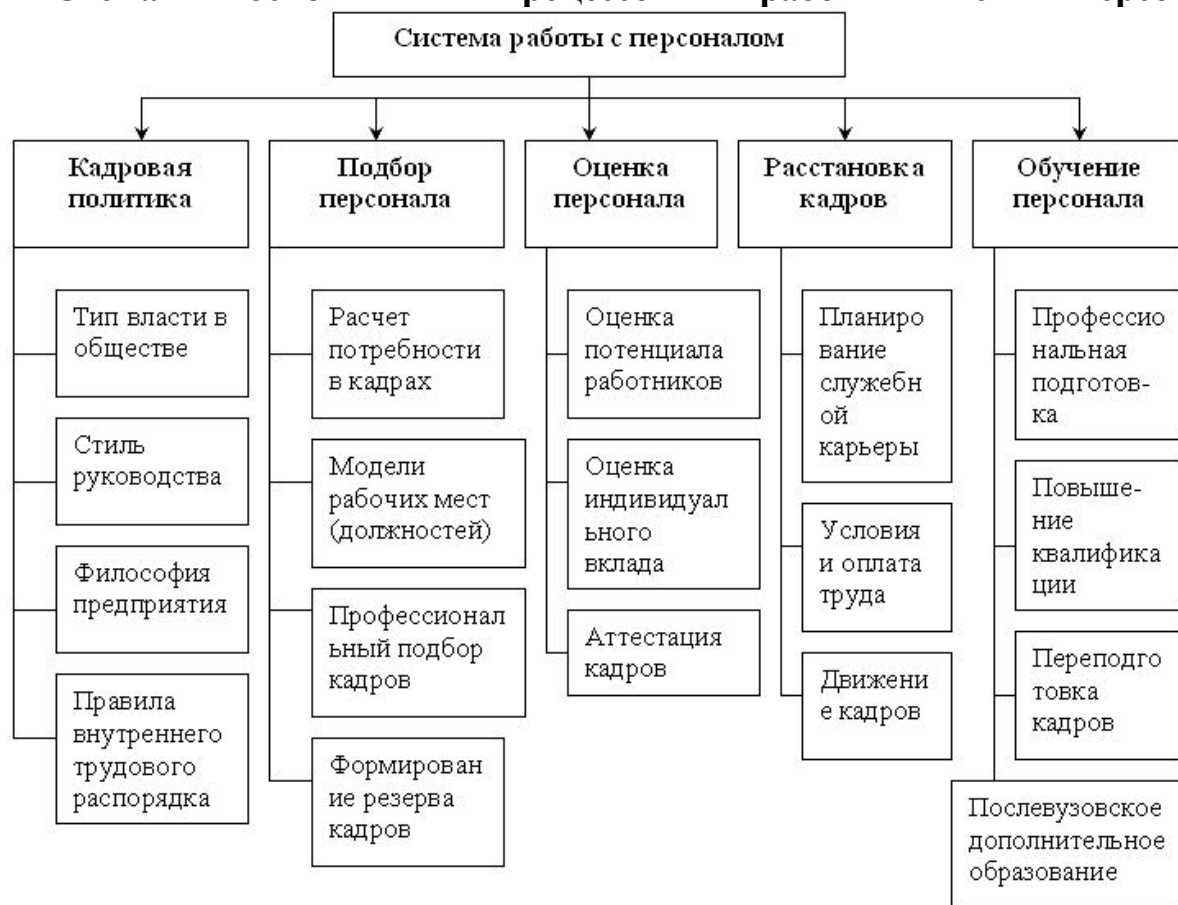 Система работы с персоналом
Кадровая
политика
Подбор
персонала
Оценка
персонала
Расстановка
кадров
Обучение
персонала
Тип власти в
обществе
Стиль
руководства
Философия
предприятия
Правила
внутреннего
трудового
распорядка
Расчет
потребности
в кадрах
Модели
рабочих мест
(должностей)
Профессионал
ьный подбор
кадров
Формирован
ие резерва
кадров
Оценка
потенциала
работников
Оценка
индивидуал
ьного
вклада
Аттестация
кадров
Планиро
вание
служебн
ой
карьеры
Условия
и оплата
труда
Движени
е кадров
Профессио
нальная
подготов-
ка
Повыше-
ние
квалифика
ции
Переподго
товка
кадров
Послевузовское
дополнительное
образование